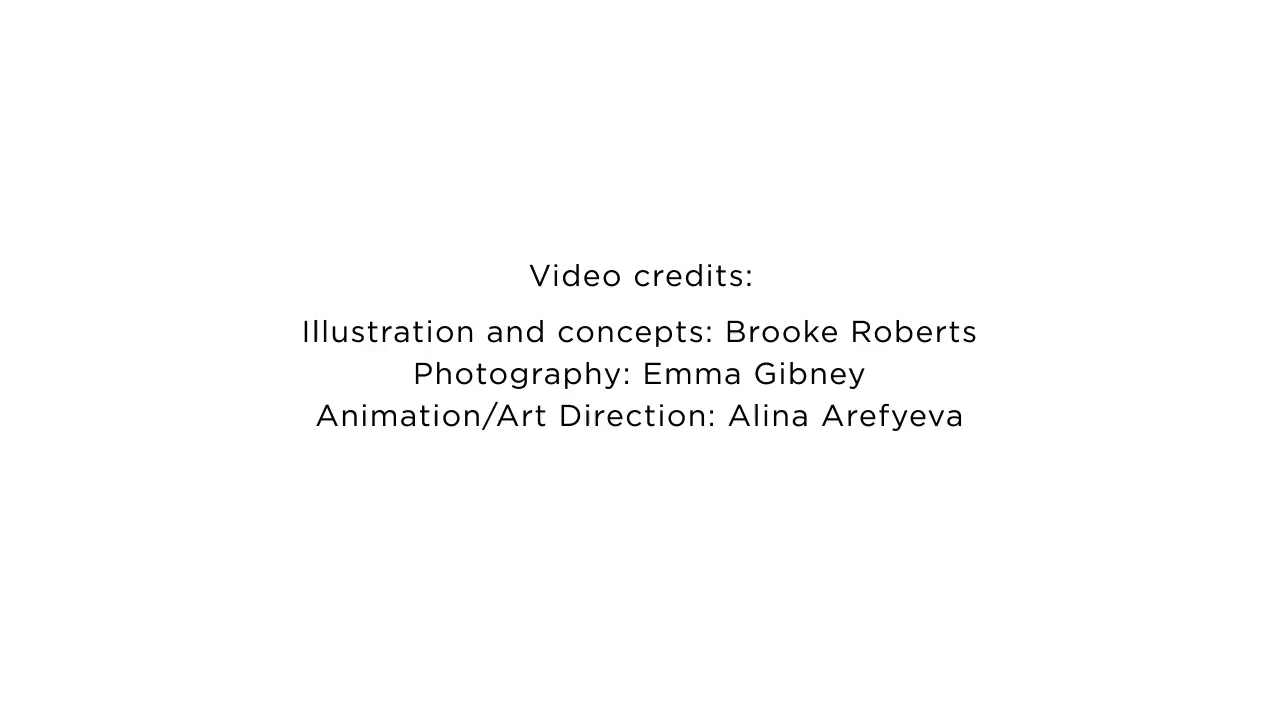 Video credits:
Illustration and concepts: Brooke Roberts
Photography: Emma Gibney
Animation/Art Direction: Alina Arefyeva